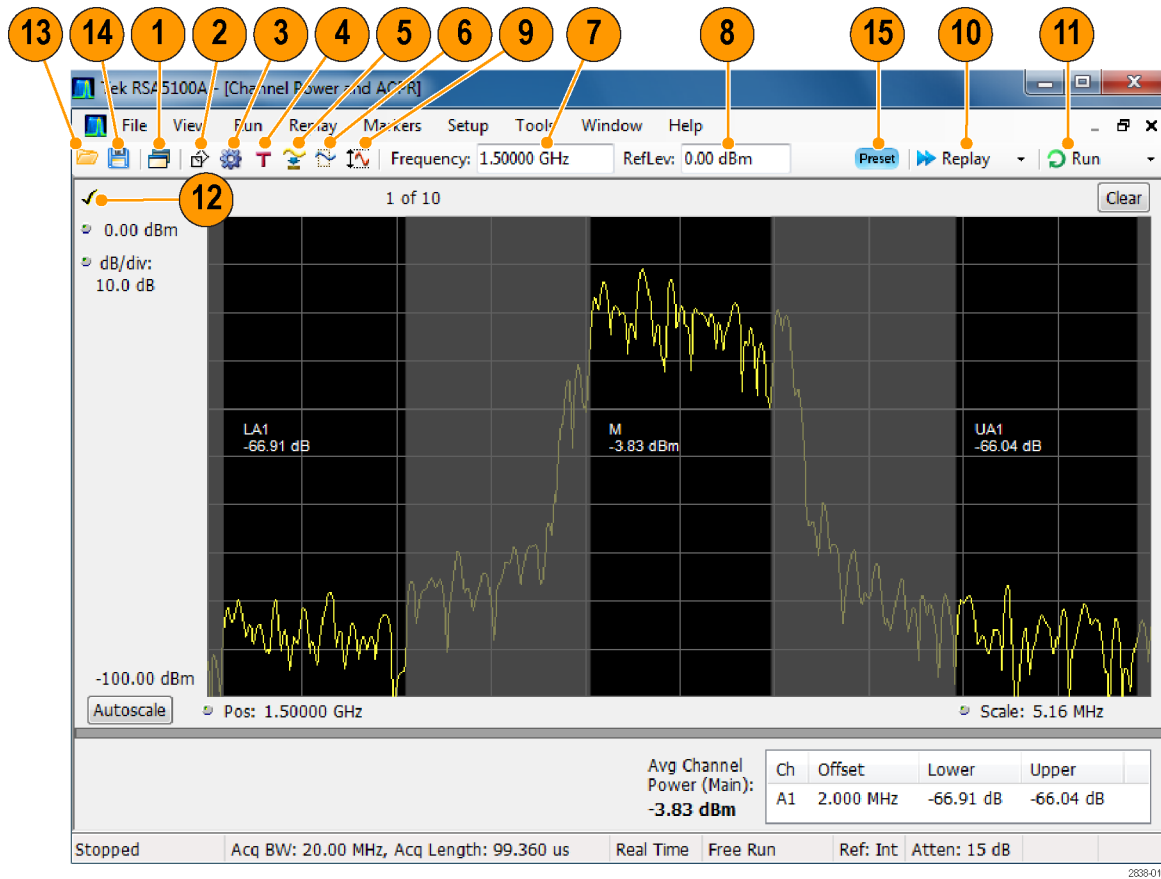 13 14 1 2 3 4 5 6 9 7 8 15 10 11
Tek RSA5100A - [Channel Power and ACPR]
File View Run Replay Markers Setup Tools Window Help
T Frequency: 1.50000 GHz RefLev: 0.00 dBm Preset Replay Run
12 1 of 10 Clear
0.00 dBm
dB/div:
10.0 dB
LA1 M UA1
-66.91 dB -3.83 dBm -66.04 dB
-100.00 dBm
Autoscale Pos: 1.50000 GHz Scale: 5.16 MHz
Avg Channel
Power (Main):
-3.83 dBm
Ch Offset Lower Upper
A1 2.000 MHz -66.91 dB -66.04 dB
Stopped Acq BW: 20.00 MHz, Acq Length: 99.360 us Real Time Free Run Ref: Int Atten: 15 dB
2838-01